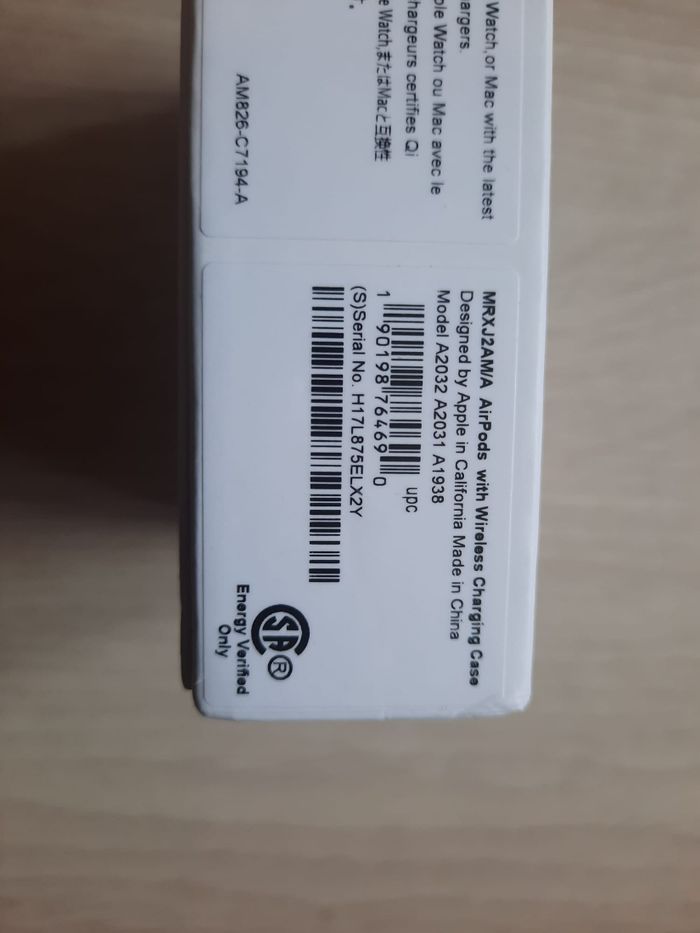 Watch, or Mac with the latest
argers.
ple Watch ou Mac avec le
hargeurs certifiés Qi
e Watch,またはMacと互換性
す。
AM826-C7194-A
MRXJ2AM/A AirPods with Wireless Charging Case
Designed by Apple in California Made in China
Model A2032 A2031 A1938
upc
1 90198 76469 0
(S)Serial No. H17L875ELX2Y
SA ®
Energy Verified
Only